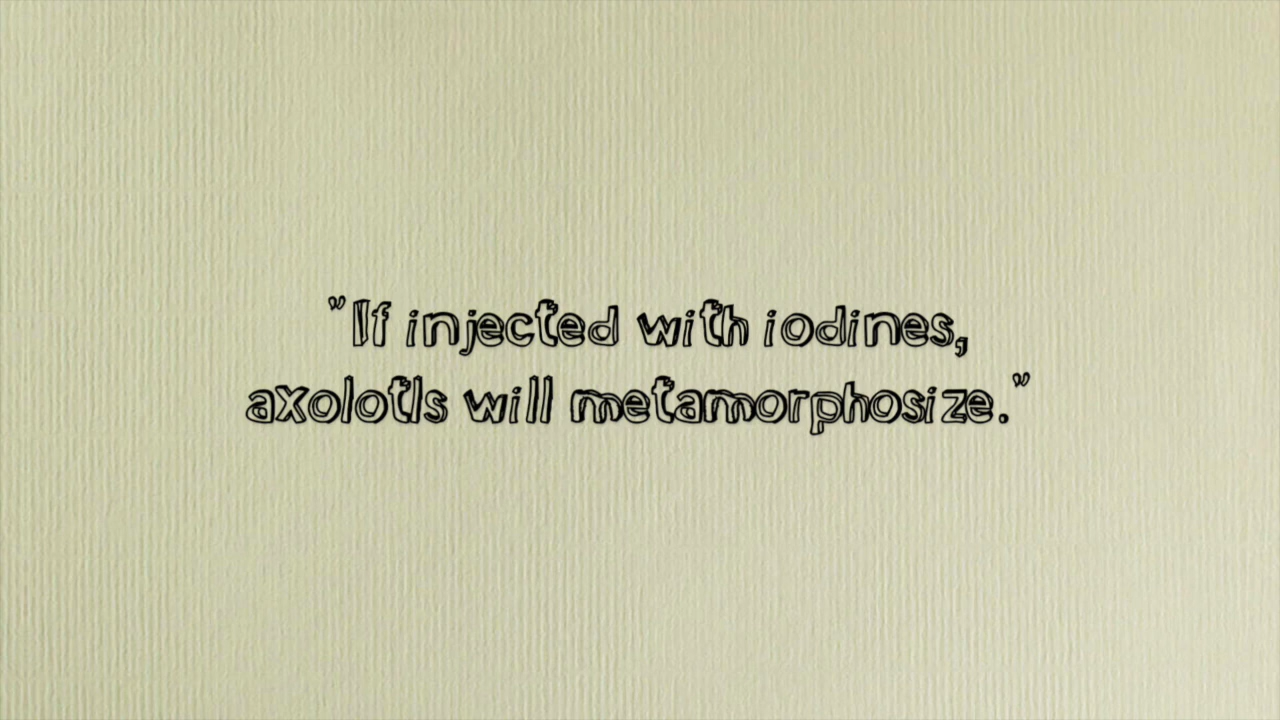 "If injected with iodines,
axolotls will metamorphosize."